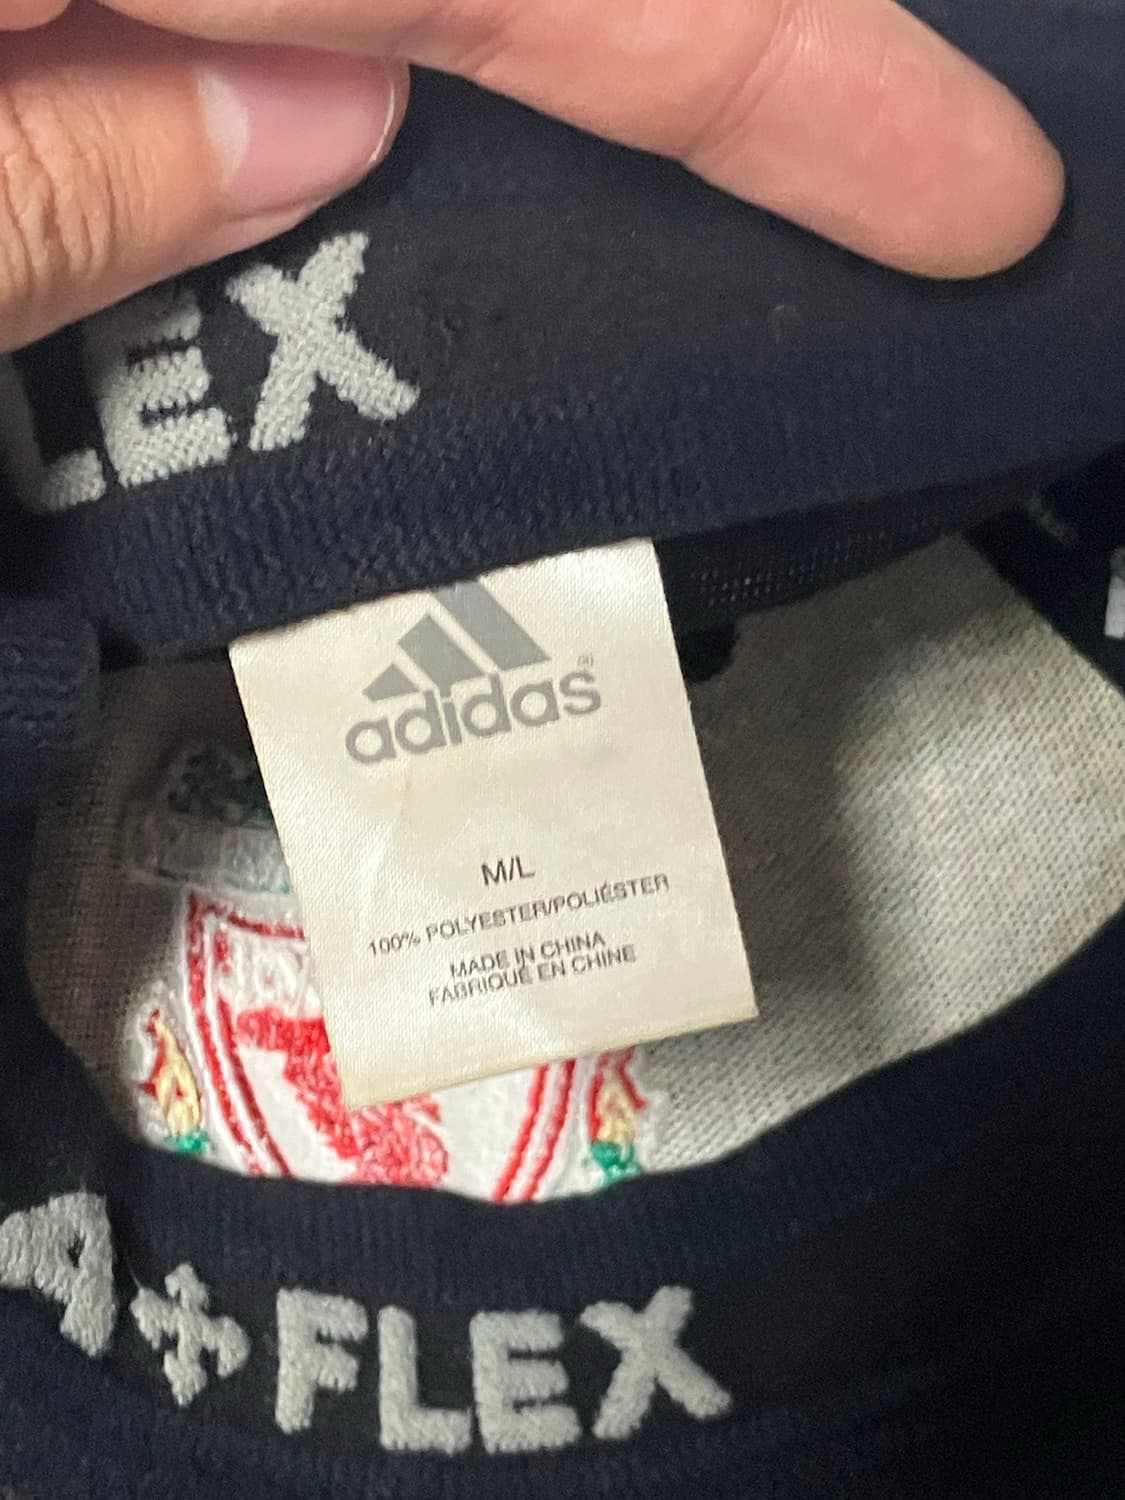 LEX
adidas®
M/L
100% POLYESTER/POLIÉSTER
MADE IN CHINA
FABRIQUÉ EN CHINE
A✣FLEX